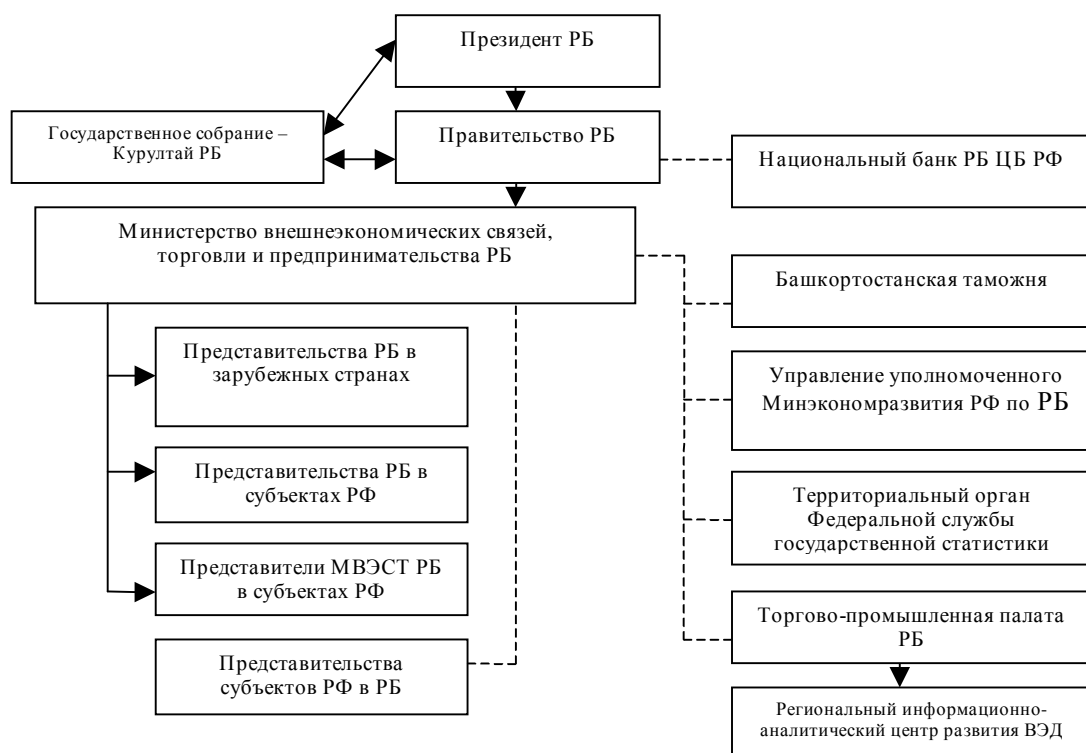 Президент РБ
Государственное собрание –
Курултай РБ
Правительство РБ
Национальный банк РБ ЦБ РФ
Министерство внешнеэкономических связей,
торговли и предпринимательства РБ
Башкортостанская таможня
Представительства РБ в
зарубежных странах
Управление уполномоченного
Минэкономразвития РФ по РБ
Представительства РБ в
субъектах РФ
Территориальный орган
Федеральной службы
государственной статистики
Представители МВЭСТ РБ
в субъектах РФ
Торгово-промышленная палата
РБ
Представительства
субъектов РФ в РБ
Региональный информационно-
аналитический центр развития ВЭД